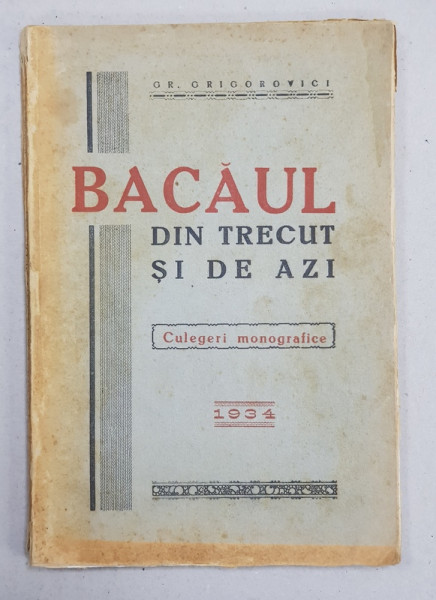 GR. GRIGOROVICI
BACĂUL
DIN TRECUT
ȘI DE AZI
Culegeri monografice
1934